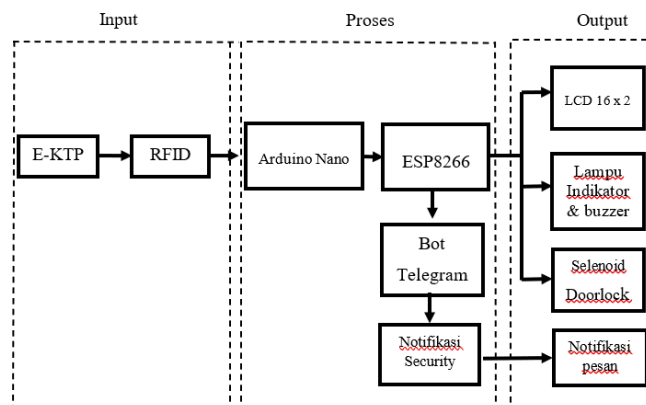 Input
Proses
Output
E-KTP
RFID
Arduino Nano
ESP8266
LCD 16 x 2
Lampu
Indikator
& buzzer
Bot
Telegram
Selenoid
Doorlock
Notifikasi
Security
Notifikasi
pesan